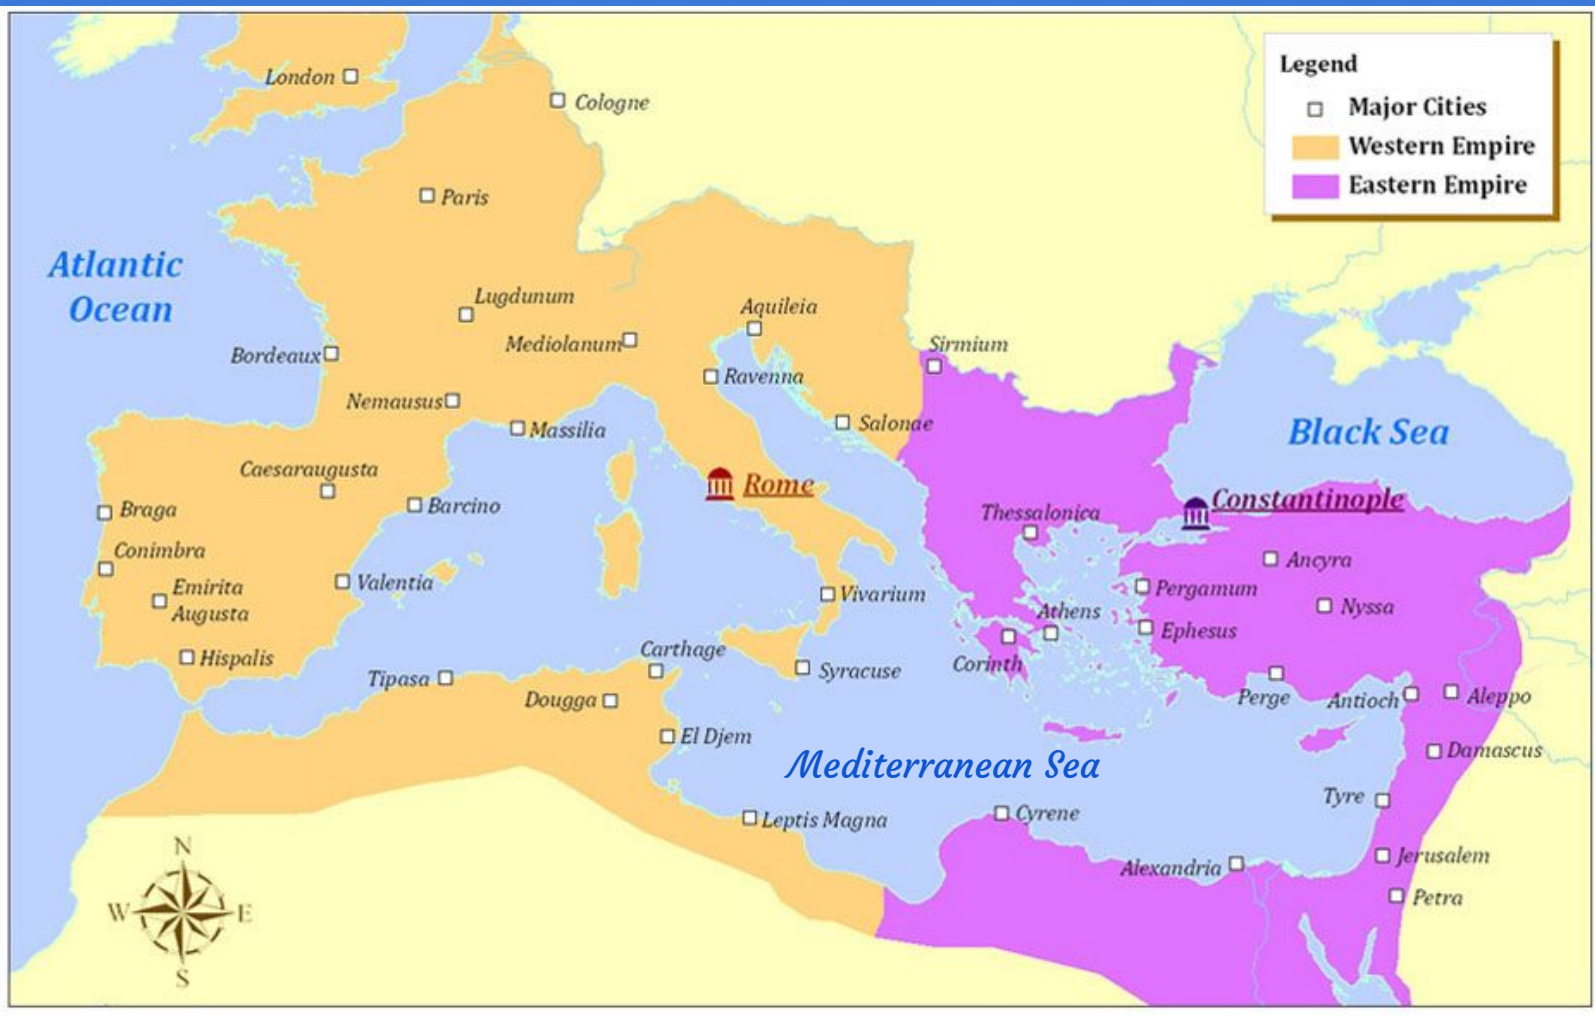 Legend
Major Cities
Western Empire
Eastern Empire
London
Cologne
Paris
Atlantic
Ocean
Lugdunum
Aquileia
Bordeaux
Mediolanum
Sirmium
Ravenna
Nemausus
Massilia
Salonae
Black Sea
Caesaraugusta
Rome
Constantinople
Braga
Barcino
Thessalonica
Conimbra
Ancyra
Emirita
Augusta
Valentia
Vivarium
Pergamum
Nyssa
Athens
Ephesus
Hispalis
Carthage
Corinth
Tipasa
Syracuse
Dougga
Perge
Antioch
Aleppo
El Djem
Damascus
Mediterranean Sea
Tyre
Leptis Magna
Cyrene
Alexandria
Jerusalem
Petra
N
W
E
S